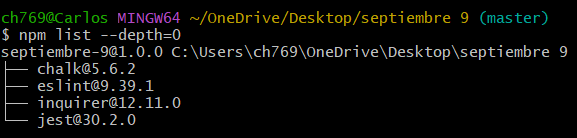 ch769@Carlos MINGW64 ~/OneDrive/Desktop/septiembre 9 (master)
$ npm list --depth=0
septiembre-9@1.0.0 C:\Users\ch769\OneDrive\Desktop\septiembre 9
├── chalk@5.6.2
├── eslint@9.39.1
├── inquirer@12.11.0
└── jest@30.2.0